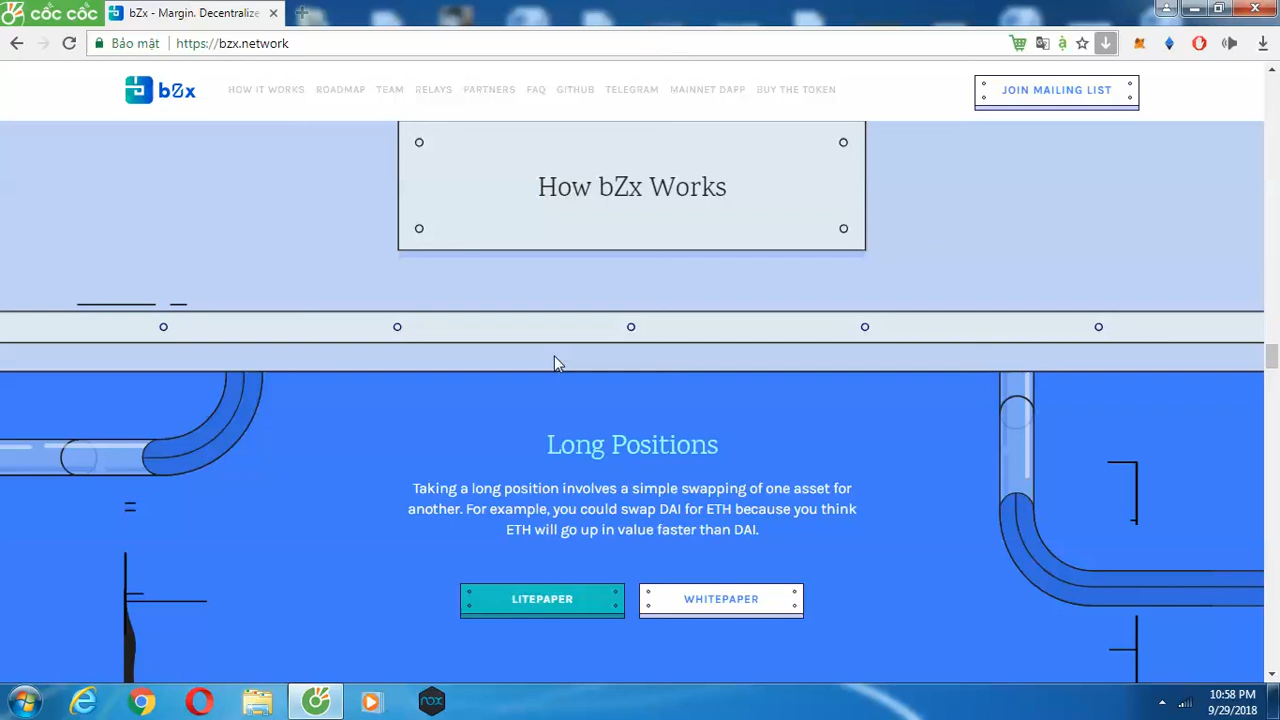 cốc cốc
bZx - Margin. Decentralize
Bảo mật
https://bzx.network
bZx
HOW IT WORKS
ROADMAP
TEAM
RELAYS
PARTNERS
FAQ
GITHUB
TELEGRAM
MAINNET DAPP
BUY THE TOKEN
JOIN MAILING LIST
How bZx Works
Long Positions
Taking a long position involves a simple swapping of one asset for
another. For example, you could swap DAI for ETH because you think
ETH will go up in value faster than DAI.
LITEPAPER
WHITEPAPER
nox
10:58 PM
9/29/2018